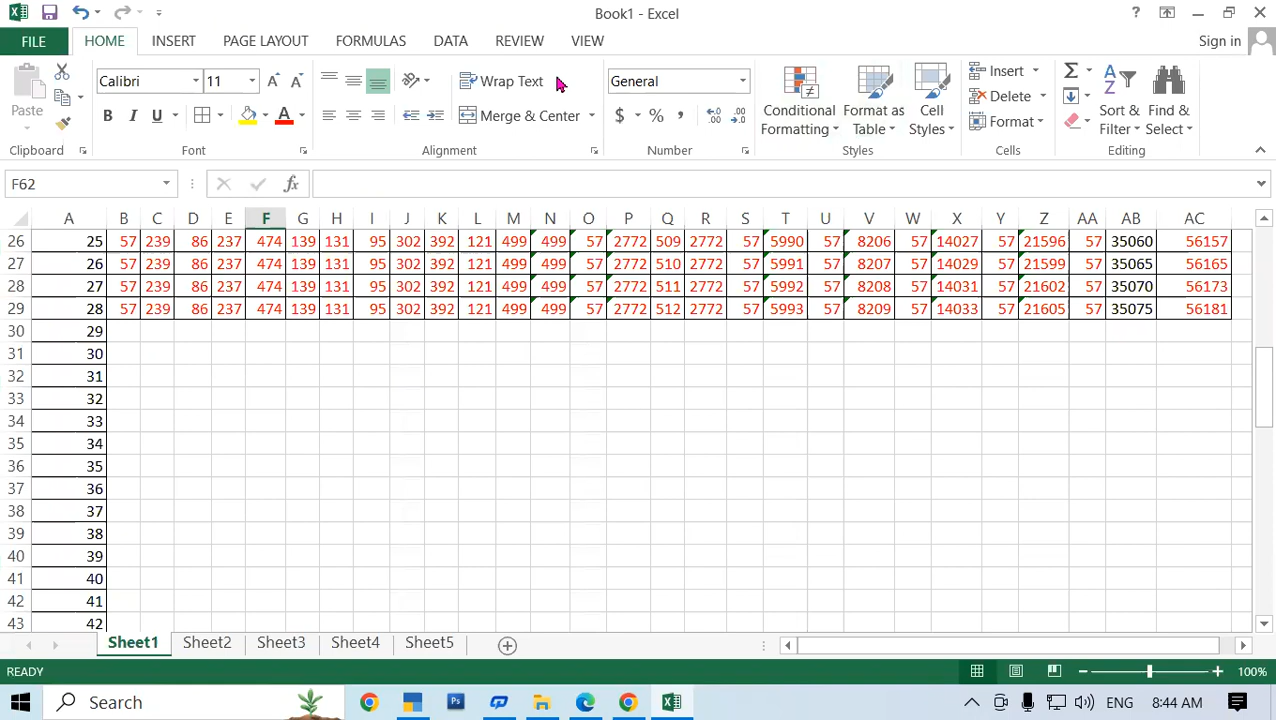 Book1 - Excel
?
FILE HOME INSERT PAGE LAYOUT FORMULAS DATA REVIEW VIEW Sign in
Paste
Clipboard
Calibri 11
B I U A
Font
Wrap Text
Merge & Center
Alignment
General
$ % ,
Number
Conditional Formatting
Format as Table
Cell Styles
Styles
Insert
Delete
Format
Cells
Sort & Filter
Find & Select
Editing
F62 fx
A B C D E F G H I J K L M N O P Q R S T U V W X Y Z AA AB AC
26 25 57 239 86 237 474 139 131 95 302 392 121 499 499 57 2772 509 2772 57 5990 57 8206 57 14027 57 21596 57 35060 56157
27 26 57 239 86 237 474 139 131 95 302 392 121 499 499 57 2772 510 2772 57 5991 57 8207 57 14029 57 21599 57 35065 56165
28 27 57 239 86 237 474 139 131 95 302 392 121 499 499 57 2772 511 2772 57 5992 57 8208 57 14031 57 21602 57 35070 56173
29 28 57 239 86 237 474 139 131 95 302 392 121 499 499 57 2772 512 2772 57 5993 57 8209 57 14033 57 21605 57 35075 56181
30 29
31 30
32 31
33 32
34 33
35 34
36 35
37 36
38 37
39 38
40 39
41 40
42 41
43 42
Sheet1 Sheet2 Sheet3 Sheet4 Sheet5
READY 100%
Search ENG 8:44 AM